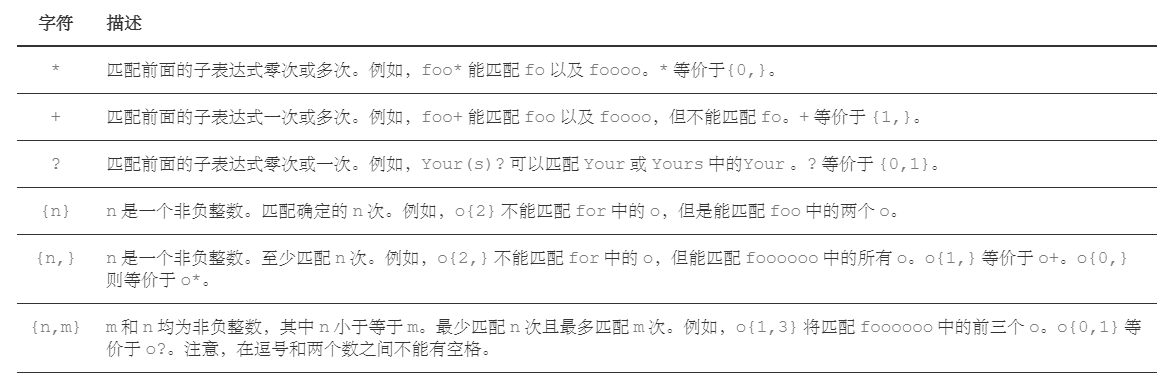 字符 描述
* 匹配前面的子表达式零次或多次。例如，foo* 能匹配 fo 以及 foooo。* 等价于{0,}。
+ 匹配前面的子表达式一次或多次。例如，foo+ 能匹配 foo 以及 foooo，但不能匹配 fo。+ 等价于 {1,}。
? 匹配前面的子表达式零次或一次。例如，Your(s)? 可以匹配 Your 或 Yours 中的Your 。? 等价于 {0,1}。
{n} n 是一个非负整数。匹配确定的 n 次。例如，o{2} 不能匹配 for 中的 o，但是能匹配 foo 中的两个 o。
{n,} n 是一个非负整数。至少匹配 n 次。例如，o{2,} 不能匹配 for 中的 o，但能匹配 foooooo 中的所有 o。o{1,} 等价于 o+。o{0,}
则等价于 o*。
{n,m} m 和 n 均为非负整数，其中 n 小于等于 m。最少匹配 n 次且最多匹配 m 次。例如，o{1,3} 将匹配 foooooo 中的前三个 o。o{0,1} 等
价于 o?。注意，在逗号和两个数之间不能有空格。